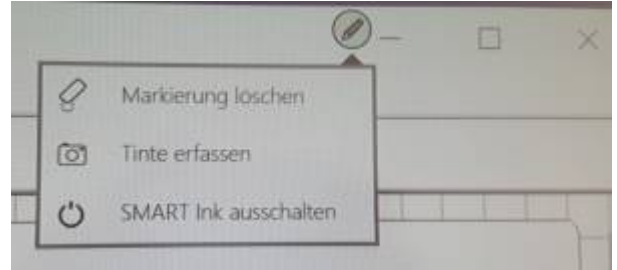 Markierung löschen
Tinte erfassen
SMART Ink ausschalten